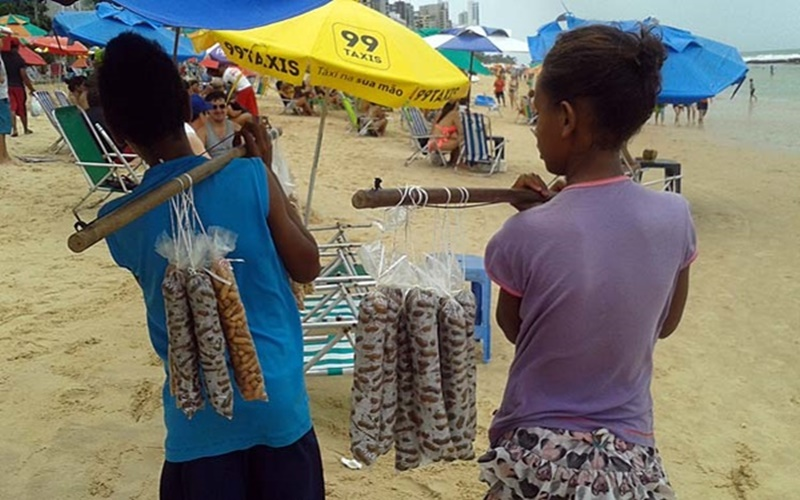 99TAXIS
99
TAXIS
Táxi na sua mão
99TAXIS